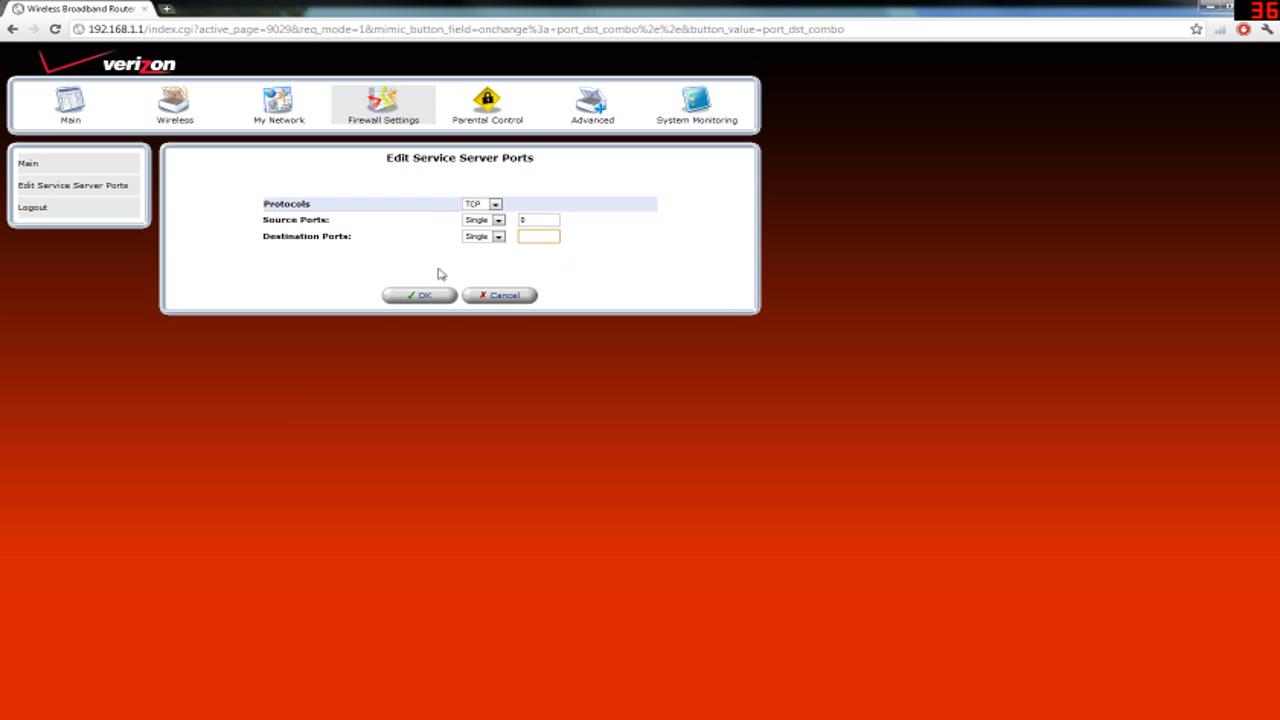 Wireless Broadband Router
36
192.168.1.1/index.cgi?active_page=9029&req_mode=1&mimic_button_field=onchange%3a+port_dst_combo%2e%2e&button_value=port_dst_combo
verizon
Main
Wireless
My Network
Firewall Settings
Parental Control
Advanced
System Monitoring
Main
Edit Service Server Ports
Logout
Edit Service Server Ports
Protocols TCP
Source Ports: Single 0
Destination Ports: Single
OK Cancel